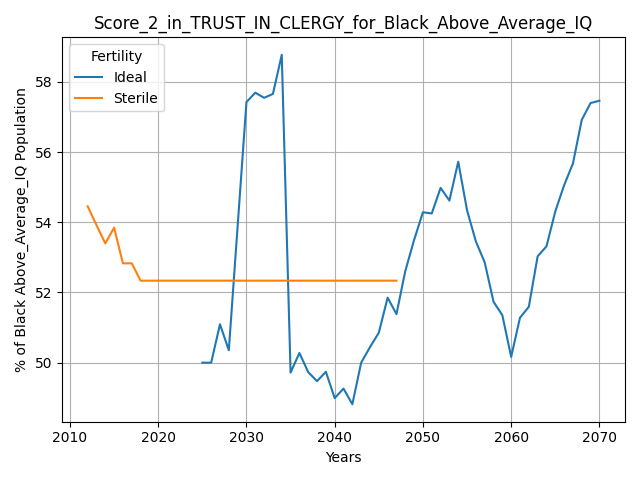 Score_2_in_TRUST_IN_CLERGY_for_Black_Above_Average_IQ
Fertility
Ideal
Sterile
% of Black Above_Average_IQ Population
58
56
54
52
50
2010
2020
2030
2040
2050
2060
2070
Years